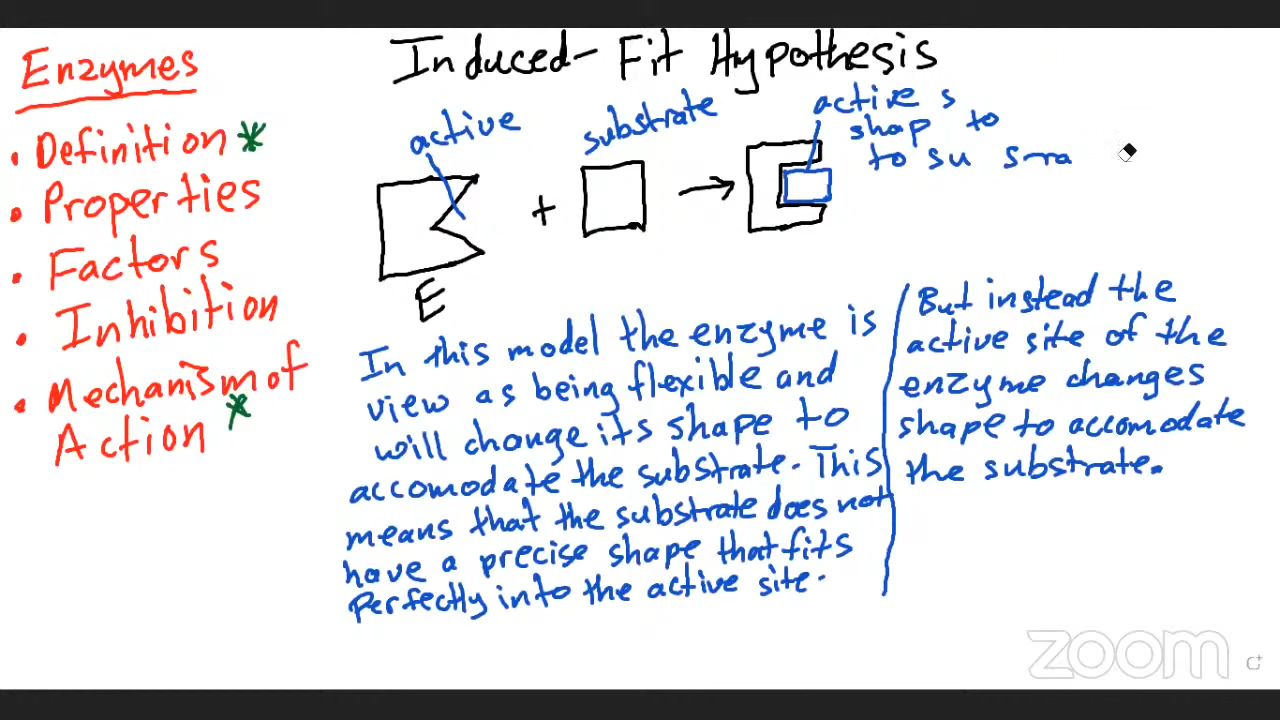 Enzymes
• Definition *
• Properties
• Factors
• Inhibition
• Mechanism of
Action *
Induced-Fit Hypothesis
active
substrate
active s
shap to
to su s ra
+
E
In this model the enzyme is
view as being flexible and
will change its shape to
accomodate the substrate. This
means that the substrate does not
have a precise shape that fits
Perfectly into the active site.
But instead the
active site of the
enzyme changes
shape to accomodate
the substrate.
zoom